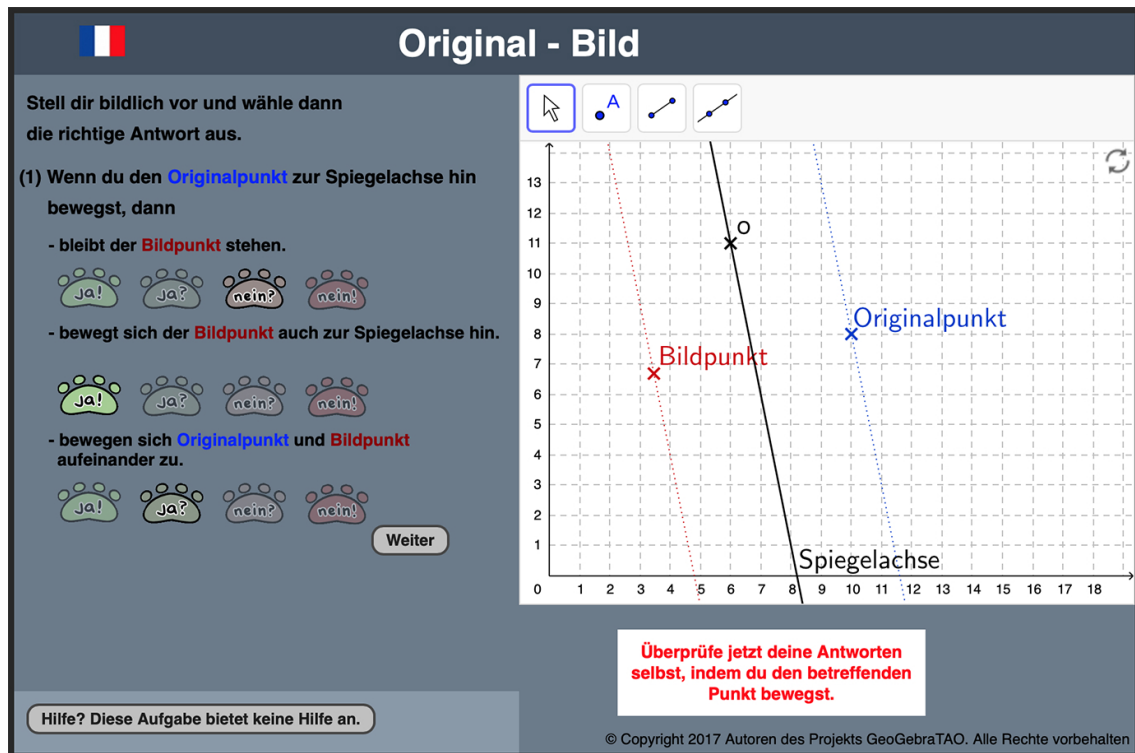 Original - Bild
Stell dir bildlich vor und wähle dann
die richtige Antwort aus.
(1) Wenn du den Originalpunkt zur Spiegelachse hin
bewegst, dann
- bleibt der Bildpunkt stehen.
ja! ja? nein? nein!
- bewegt sich der Bildpunkt auch zur Spiegelachse hin.
ja! ja? nein? nein!
- bewegen sich Originalpunkt und Bildpunkt
aufeinander zu.
ja! ja? nein? nein!
Weiter
Hilfe? Diese Aufgabe bietet keine Hilfe an.
A
13
12
11
10
9
8
7
6
5
4
3
2
1
O
Originalpunkt
Bildpunkt
Spiegelachse
0 1 2 3 4 5 6 7 8 9 10 11 12 13 14 15 16 17 18
Überprüfe jetzt deine Antworten
selbst, indem du den betreffenden
Punkt bewegst.
© Copyright 2017 Autoren des Projekts GeoGebraTAO. Alle Rechte vorbehalten